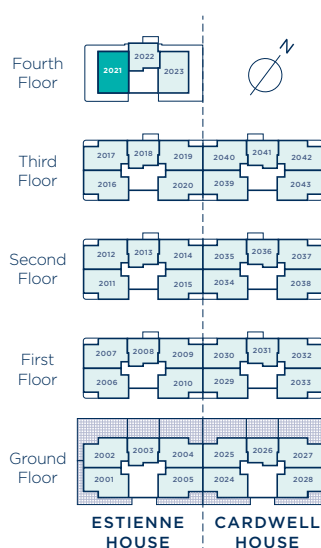 N
Fourth
Floor
2021
2022
2023
Third
Floor
2017 2018 2019 2040 2041 2042
2016 2020 2039 2043
Second
Floor
2012 2013 2014 2035 2036 2037
2011 2015 2034 2038
First
Floor
2007 2008 2009 2030 2031 2032
2006 2010 2029 2033
Ground
Floor
2002 2003 2004 2025 2026 2027
2001 2005 2024 2028
ESTIENNE
HOUSE
CARDWELL
HOUSE